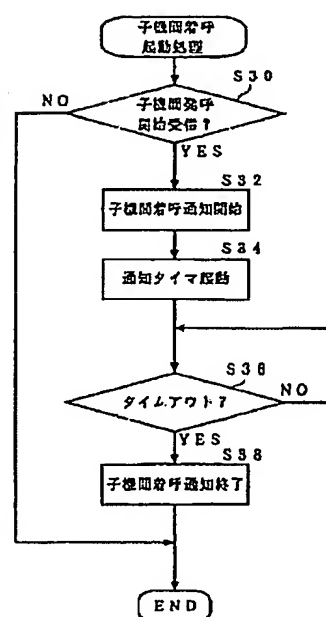 子機間着呼
起動処理
S30
NO
子機間発呼
開始受信?
YES
S32
子機間着呼通知開始
S34
通知タイマ起動
S36
タイムアウト?
NO
YES
S38
子機間着呼通知終了
END